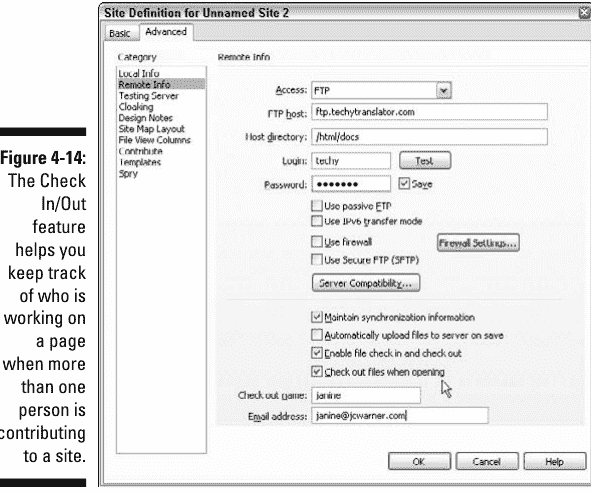 Site Definition for Unnamed Site 2
Basic Advanced
Category
Local Info
Remote Info
Testing Server
Cloaking
Design Notes
Site Map Layout
File View Columns
Contribute
Templates
Spry
Remote Info
Access: FTP
FTP host: ftp.techytranslator.com
Host directory: /html/docs
Login: techy Test
Password: ••••••• Save
Use passive FTP
Use IPv6 transfer mode
Use firewall Firewall Settings...
Use Secure FTP (SFTP)
Server Compatibility...
Maintain synchronization information
Automatically upload files to server on save
Enable file check in and check out
Check out files when opening
Check out name: janine
Email address: janine@jcwarner.com
OK Cancel Help
Figure 4-14:
The Check
In/Out
feature
helps you
keep track
of who is
working on
a page
when more
than one
person is
contributing
to a site.